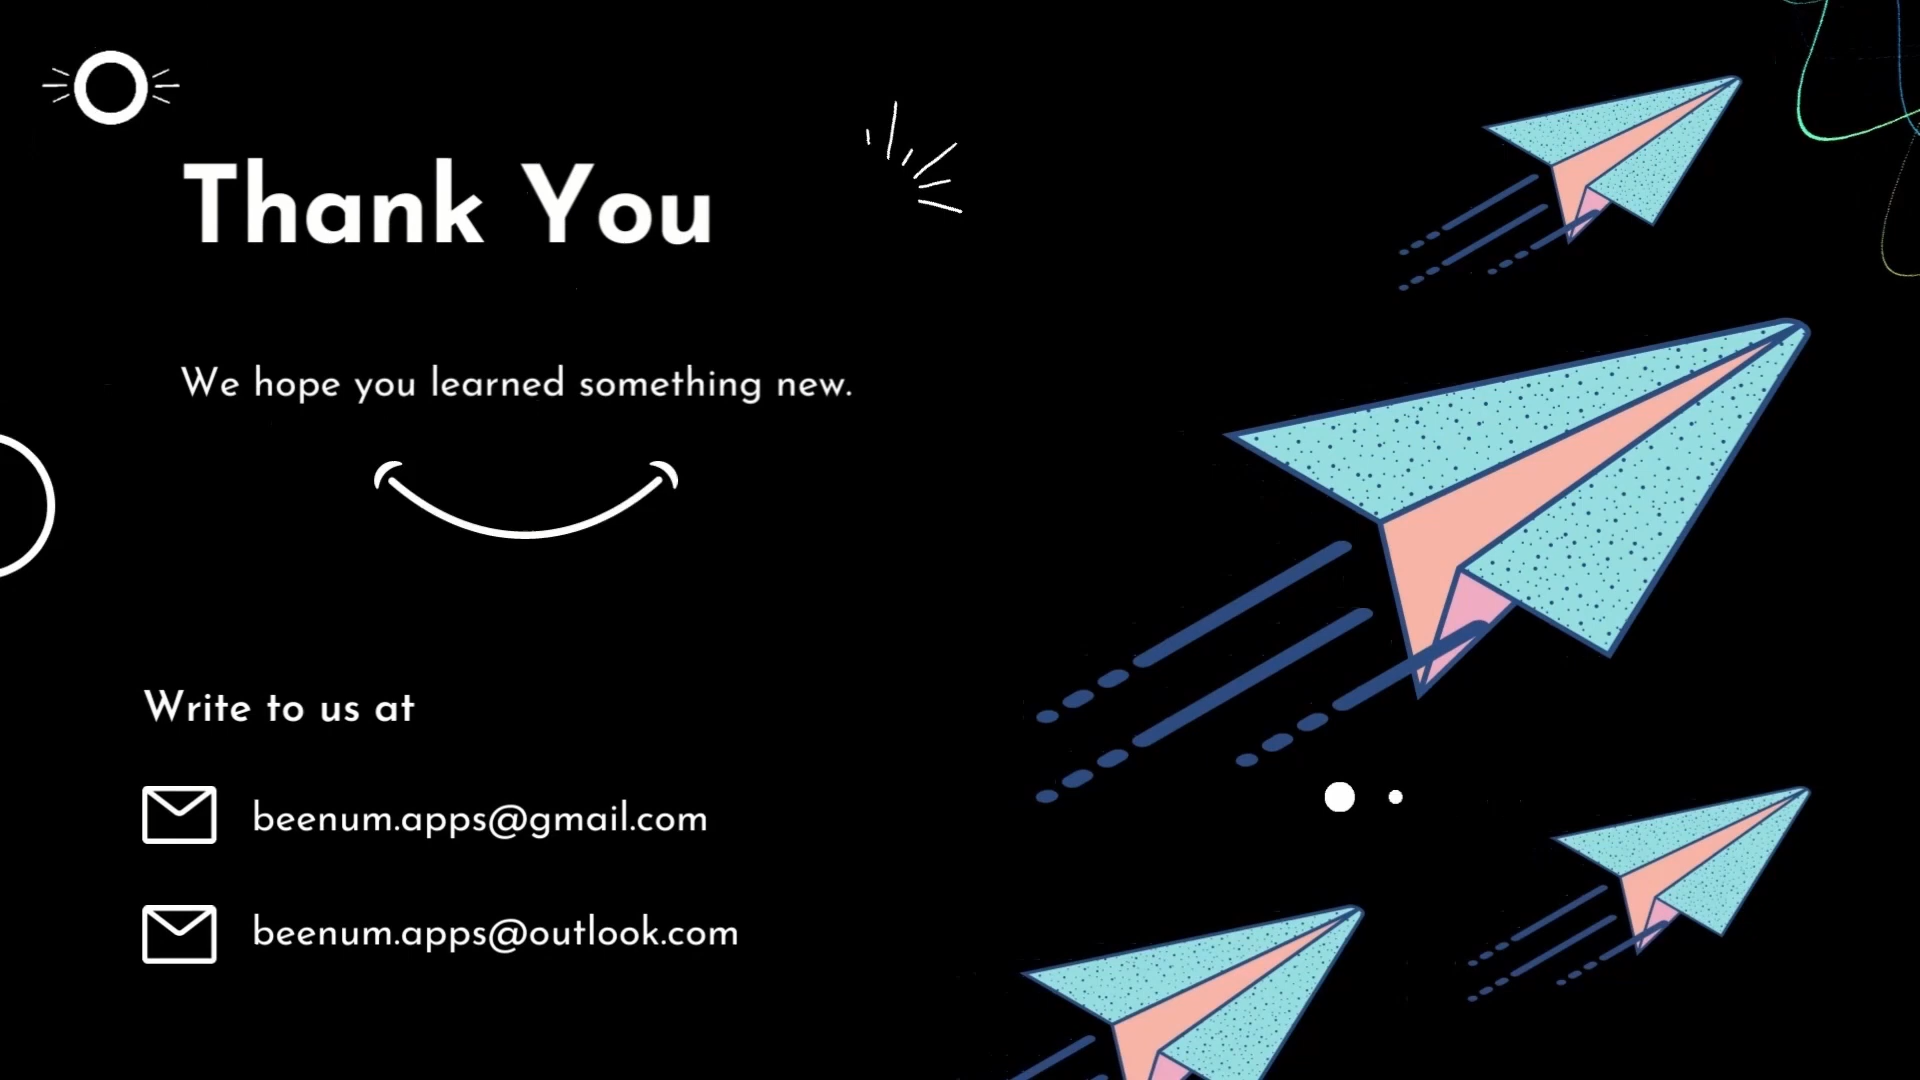 Thank You
We hope you learned something new.
Write to us at
beenum.apps@gmail.com
beenum.apps@outlook.com